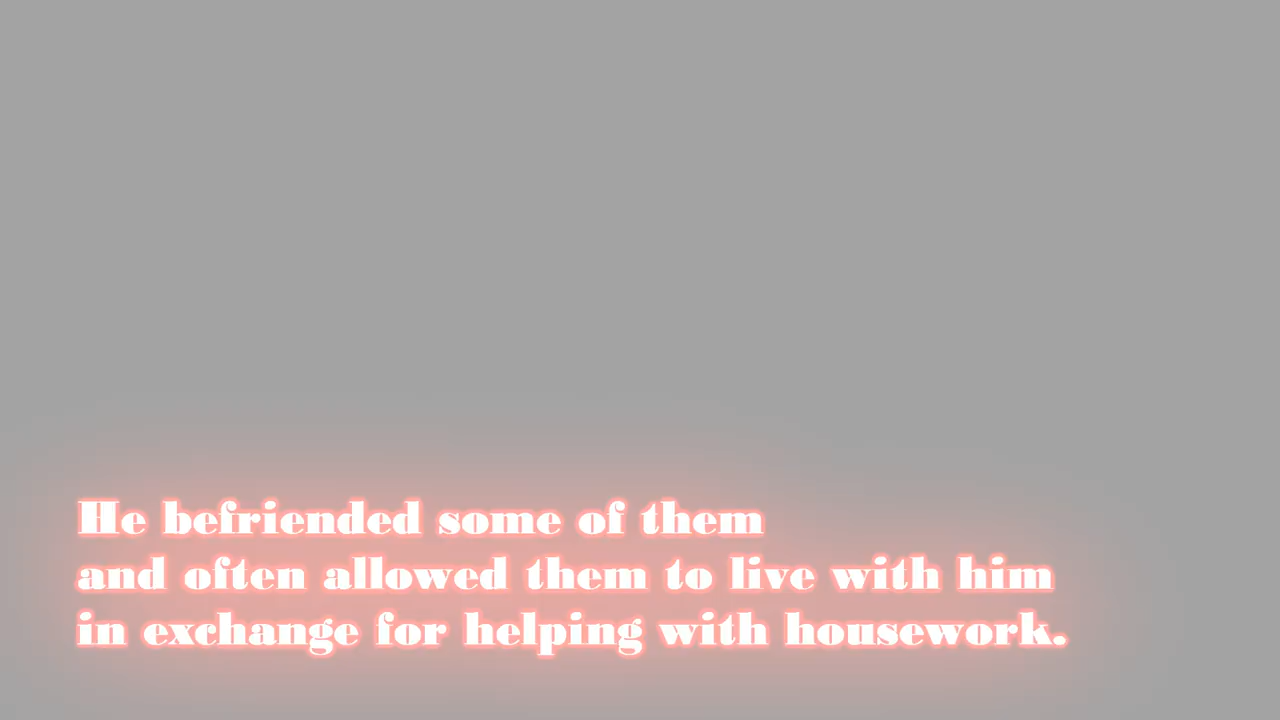 He befriended some of them
and often allowed them to live with him
in exchange for helping with housework.